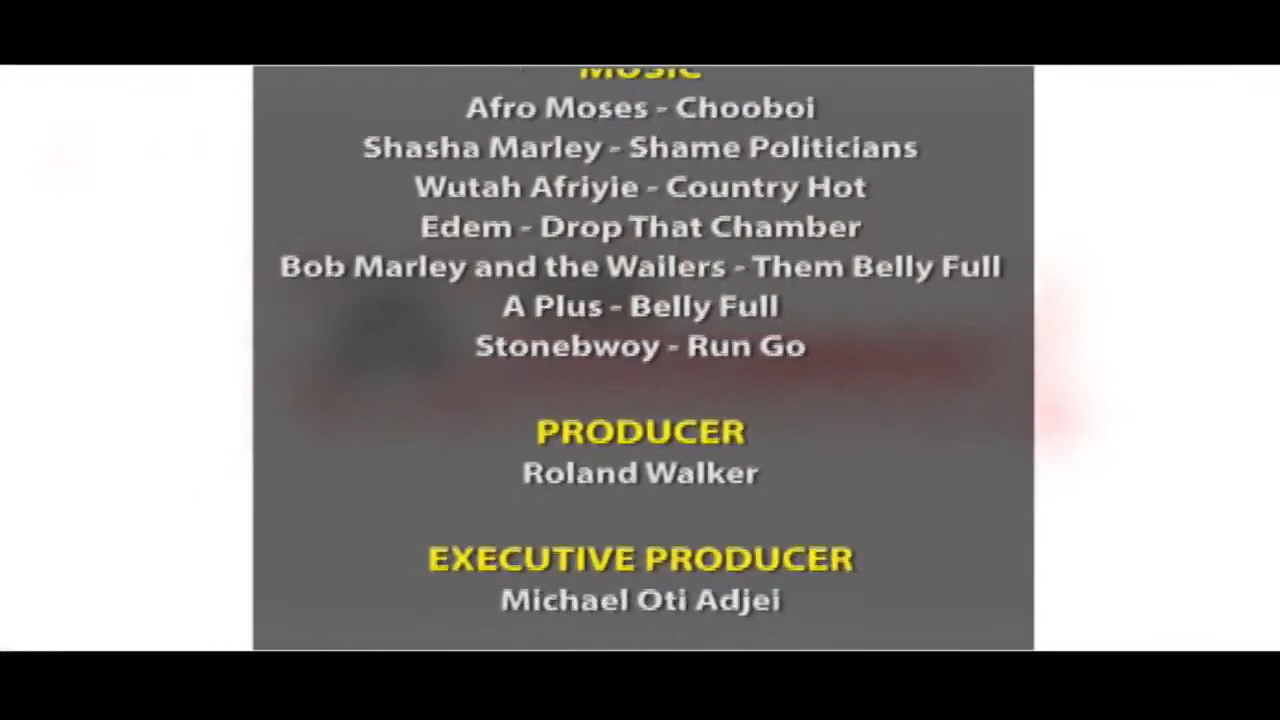 MUSIC
Afro Moses - Chooboi
Shasha Marley - Shame Politicians
Wutah Afriyie - Country Hot
Edem - Drop That Chamber
Bob Marley and the Wailers - Them Belly Full
A Plus - Belly Full
Stonebwoy - Run Go
PRODUCER
Roland Walker
EXECUTIVE PRODUCER
Michael Oti Adjei